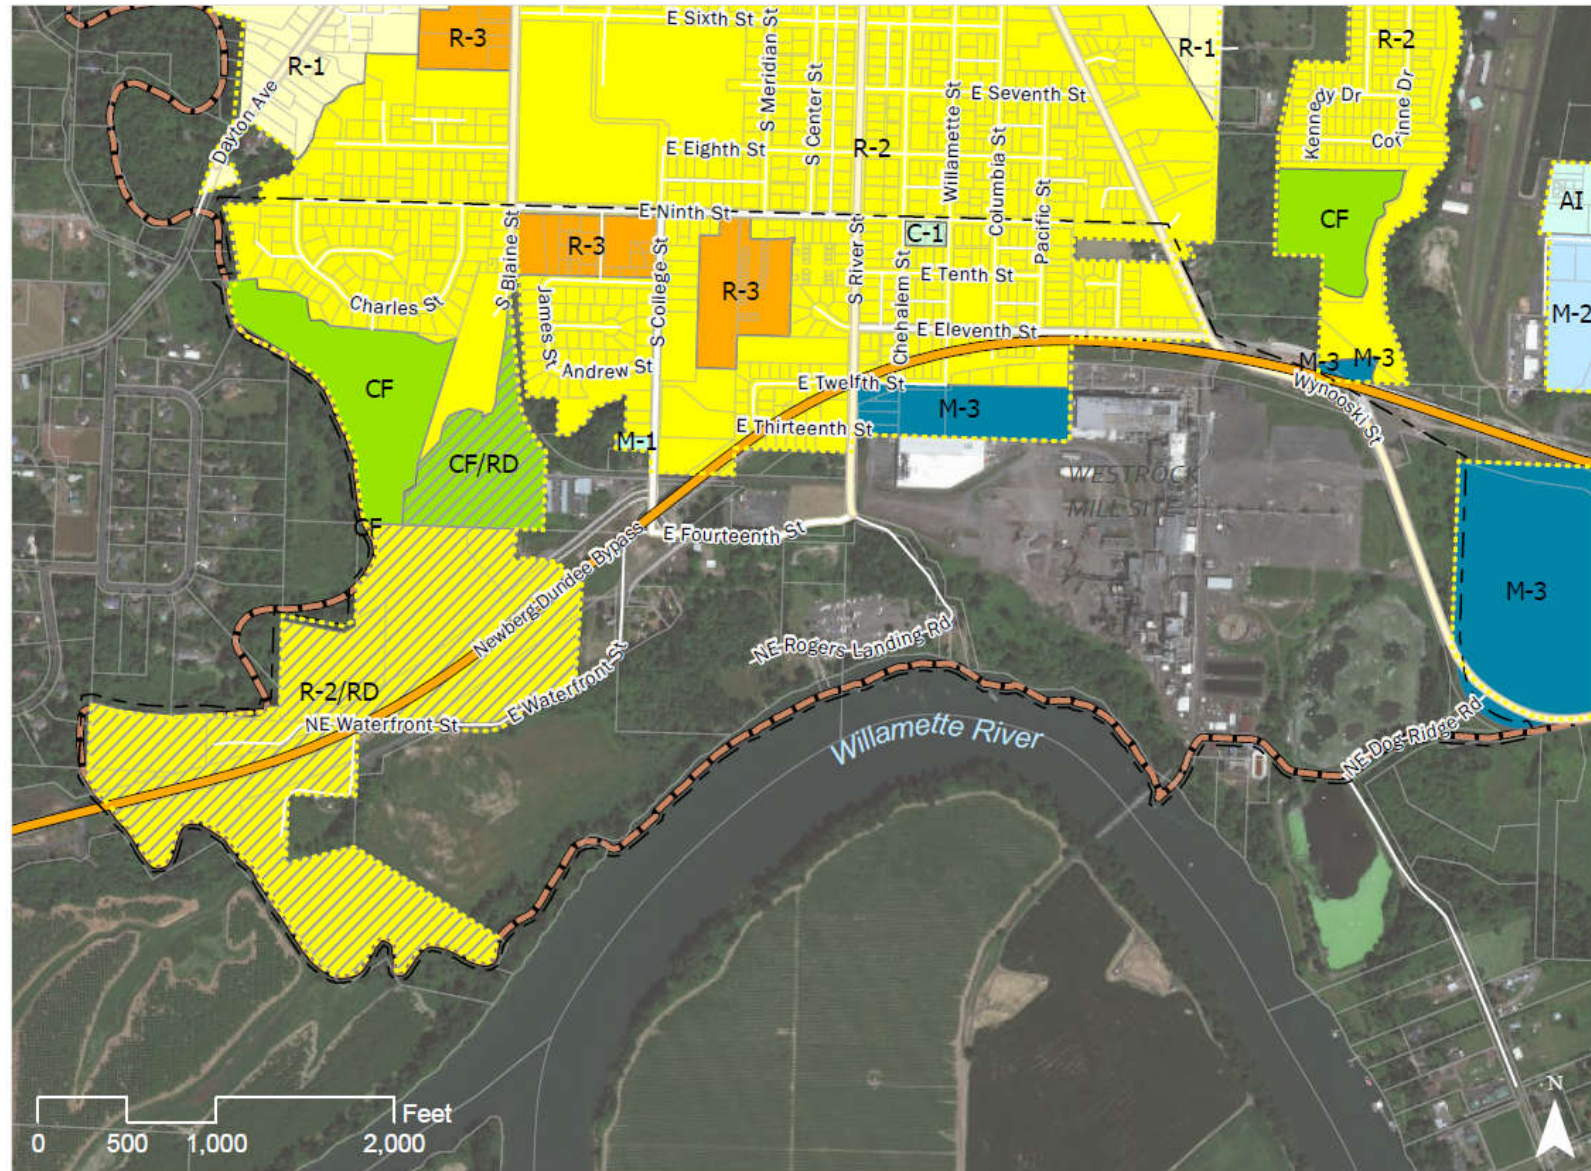 E Sixth St
S Meridian St
R-3
R-1
R-1
R-2
Dayton Ave
S Center St
Willamette St
E Seventh St
Columbia St
Kennedy Dr
Corinne Dr
E Eighth St
R-2
Pacific St
AI
E Ninth St
C-1
CF
S Blaine St
R-3
S College St
R-3
S River St
Chehalem St
E Tenth St
M-2
Charles St
James St
E Eleventh St
Andrew St
CF
E Twelfth St
M-3
M-3
M-3
Wynooski St
M-1
E Thirteenth St
CF/RD
WESTROCK
MILL SITE
CF
E Fourteenth St
Newberg-Dundee Bypass
M-3
NE Rogers Landing Rd
R-2/RD
E Waterfront St
NE Waterfront St
Willamette River
NE Dog Ridge Rd
N
Feet
0 500 1,000 2,000